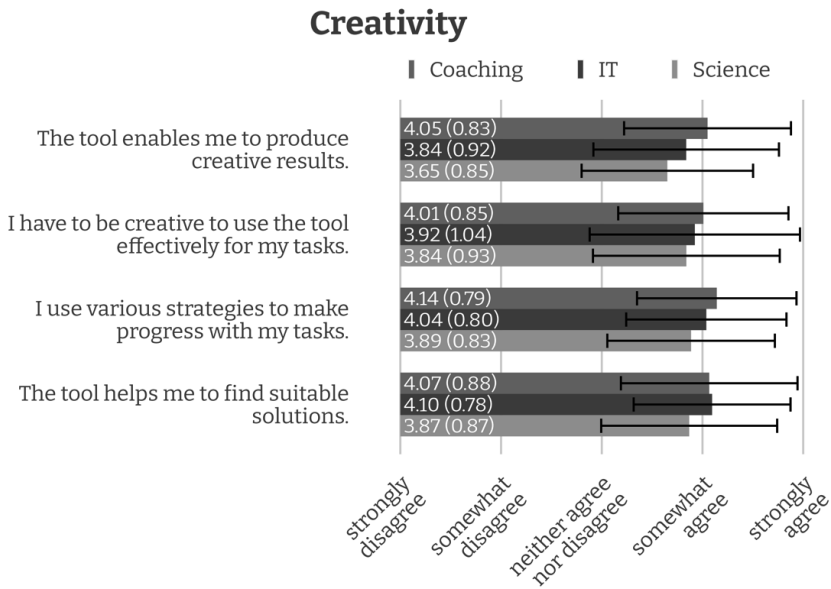 Creativity
Coaching IT Science
The tool enables me to produce
creative results.
4.05 (0.83)
3.84 (0.92)
3.65 (0.85)
I have to be creative to use the tool
effectively for my tasks.
4.01 (0.85)
3.92 (1.04)
3.84 (0.93)
I use various strategies to make
progress with my tasks.
4.14 (0.79)
4.04 (0.80)
3.89 (0.83)
The tool helps me to find suitable
solutions.
4.07 (0.88)
4.10 (0.78)
3.87 (0.87)
strongly
disagree
somewhat
disagree
neither agree
nor disagree
somewhat
agree
strongly
agree